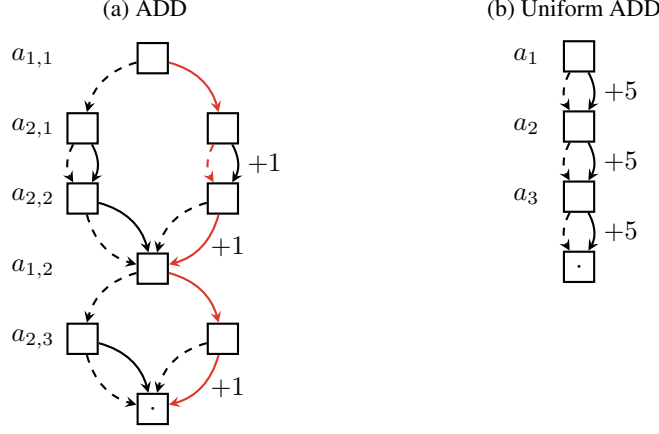 (a) ADD
a1,1
a2,1
+1
a2,2
+1
a1,2
a2,3
+1
·
(b) Uniform ADD
a1
+5
a2
+5
a3
+5
·